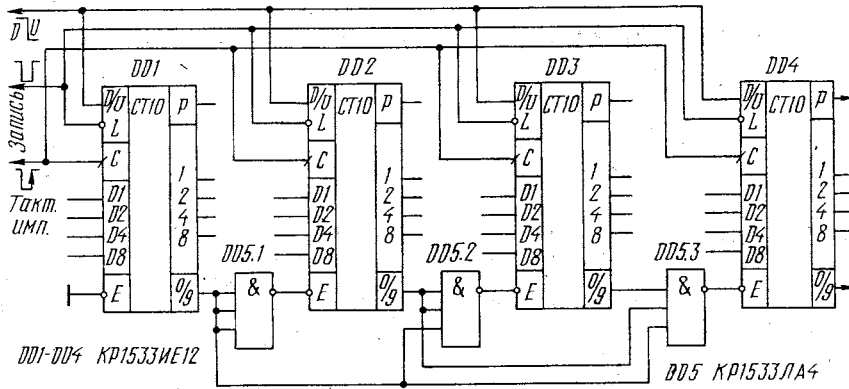 D U
Запись
Такт.
имп.
DD1
D/U CT10 P
L
C
D1 1
D2 2
D4 4
D8 8
E 0/9
DD5.1
&
DD2
D/U CT10 P
L
C
D1 1
D2 2
D4 4
D8 8
E 0/9
DD5.2
&
DD3
D/U CT10 P
L
C
D1 1
D2 2
D4 4
D8 8
E 0/9
DD5.3
&
DD4
D/U CT10 P
L
C
D1 1
D2 2
D4 4
D8 8
E 0/9
DD1-DD4 КР1533ИЕ12
DD5 КР1533ЛА4